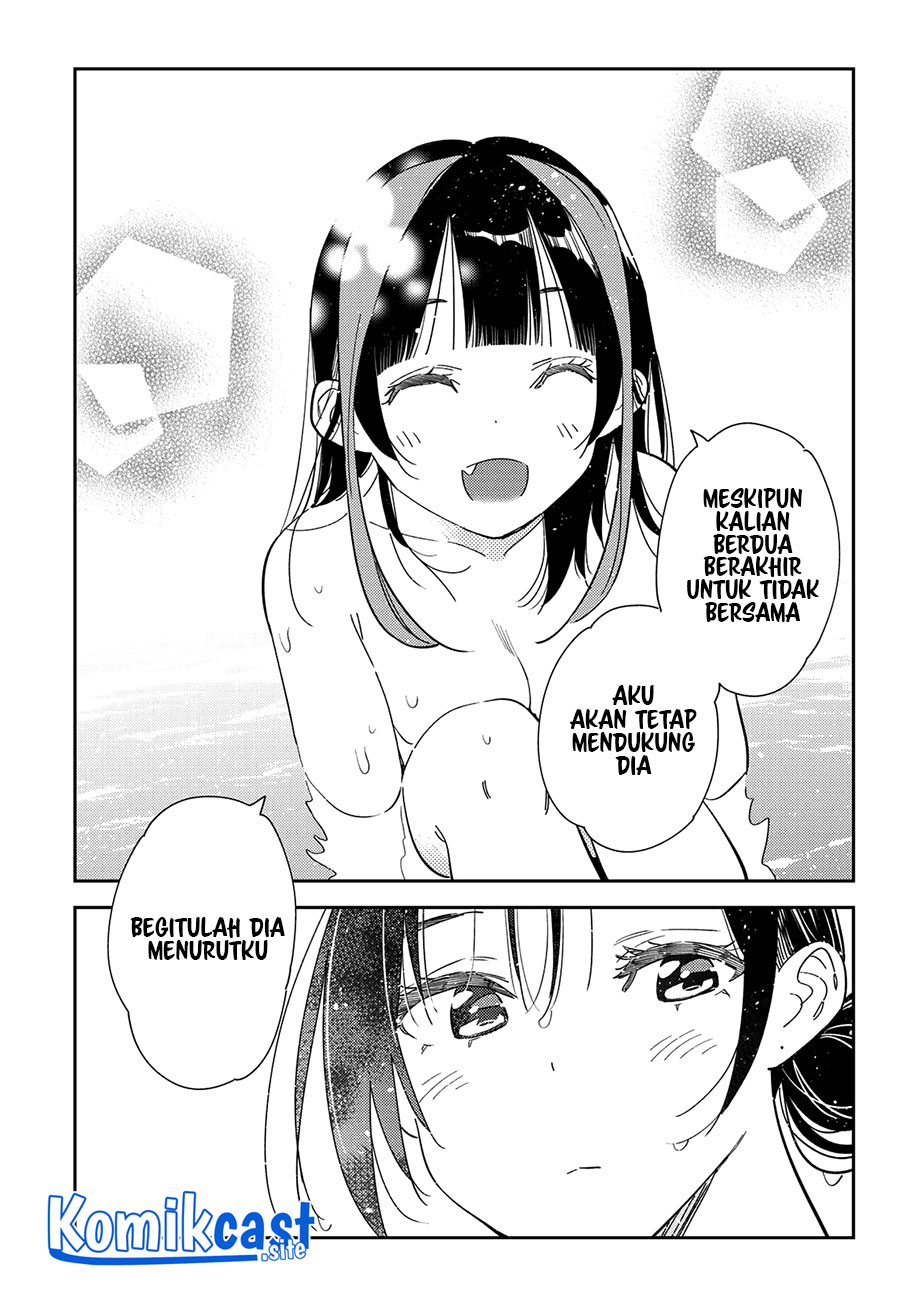 MESKIPUN
KALIAN
BERDUA
BERAKHIR
UNTUK TIDAK
BERSAMA
AKU
AKAN TETAP
MENDUKUNG
DIA
BEGITULAH DIA
MENURUTKU
Komikcast
.site